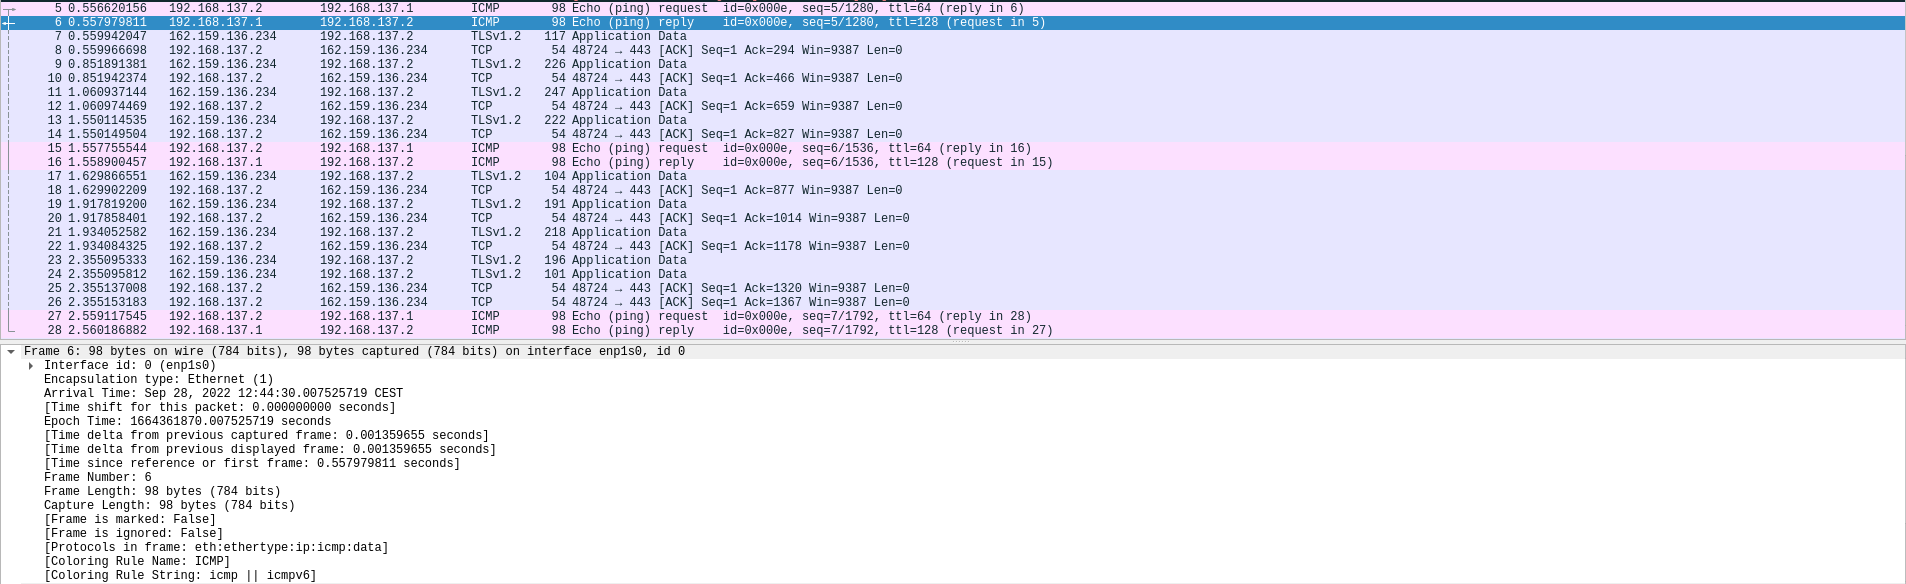 5 0.556620156 192.168.137.2 192.168.137.1 ICMP 98 Echo (ping) request id=0x000e, seq=5/1280, ttl=64 (reply in 6)
6 0.557979811 192.168.137.1 192.168.137.2 ICMP 98 Echo (ping) reply id=0x000e, seq=5/1280, ttl=128 (request in 5)
7 0.559942047 162.159.136.234 192.168.137.2 TLSv1.2 117 Application Data
8 0.559966698 192.168.137.2 162.159.136.234 TCP 54 48724 → 443 [ACK] Seq=1 Ack=294 Win=9387 Len=0
9 0.851891381 162.159.136.234 192.168.137.2 TLSv1.2 226 Application Data
10 0.851942374 192.168.137.2 162.159.136.234 TCP 54 48724 → 443 [ACK] Seq=1 Ack=466 Win=9387 Len=0
11 1.060937144 162.159.136.234 192.168.137.2 TLSv1.2 247 Application Data
12 1.060974469 192.168.137.2 162.159.136.234 TCP 54 48724 → 443 [ACK] Seq=1 Ack=659 Win=9387 Len=0
13 1.550114535 162.159.136.234 192.168.137.2 TLSv1.2 222 Application Data
14 1.550149504 192.168.137.2 162.159.136.234 TCP 54 48724 → 443 [ACK] Seq=1 Ack=827 Win=9387 Len=0
15 1.557755544 192.168.137.2 192.168.137.1 ICMP 98 Echo (ping) request id=0x000e, seq=6/1536, ttl=64 (reply in 16)
16 1.558900457 192.168.137.1 192.168.137.2 ICMP 98 Echo (ping) reply id=0x000e, seq=6/1536, ttl=128 (request in 15)
17 1.629866551 162.159.136.234 192.168.137.2 TLSv1.2 104 Application Data
18 1.629902209 192.168.137.2 162.159.136.234 TCP 54 48724 → 443 [ACK] Seq=1 Ack=877 Win=9387 Len=0
19 1.917819200 162.159.136.234 192.168.137.2 TLSv1.2 191 Application Data
20 1.917858401 192.168.137.2 162.159.136.234 TCP 54 48724 → 443 [ACK] Seq=1 Ack=1014 Win=9387 Len=0
21 1.934052582 162.159.136.234 192.168.137.2 TLSv1.2 218 Application Data
22 1.934084325 192.168.137.2 162.159.136.234 TCP 54 48724 → 443 [ACK] Seq=1 Ack=1178 Win=9387 Len=0
23 2.355095333 162.159.136.234 192.168.137.2 TLSv1.2 196 Application Data
24 2.355095812 162.159.136.234 192.168.137.2 TLSv1.2 101 Application Data
25 2.355137008 192.168.137.2 162.159.136.234 TCP 54 48724 → 443 [ACK] Seq=1 Ack=1320 Win=9387 Len=0
26 2.355153183 192.168.137.2 162.159.136.234 TCP 54 48724 → 443 [ACK] Seq=1 Ack=1367 Win=9387 Len=0
27 2.559117545 192.168.137.2 192.168.137.1 ICMP 98 Echo (ping) request id=0x000e, seq=7/1792, ttl=64 (reply in 28)
28 2.560186882 192.168.137.1 192.168.137.2 ICMP 98 Echo (ping) reply id=0x000e, seq=7/1792, ttl=128 (request in 27)
Frame 6: 98 bytes on wire (784 bits), 98 bytes captured (784 bits) on interface enp1s0, id 0
Interface id: 0 (enp1s0)
Encapsulation type: Ethernet (1)
Arrival Time: Sep 28, 2022 12:44:30.007525719 CEST
[Time shift for this packet: 0.000000000 seconds]
Epoch Time: 1664361870.007525719 seconds
[Time delta from previous captured frame: 0.001359655 seconds]
[Time delta from previous displayed frame: 0.001359655 seconds]
[Time since reference or first frame: 0.557979811 seconds]
Frame Number: 6
Frame Length: 98 bytes (784 bits)
Capture Length: 98 bytes (784 bits)
[Frame is marked: False]
[Frame is ignored: False]
[Protocols in frame: eth:ethertype:ip:icmp:data]
[Coloring Rule Name: ICMP]
[Coloring Rule String: icmp || icmpv6]